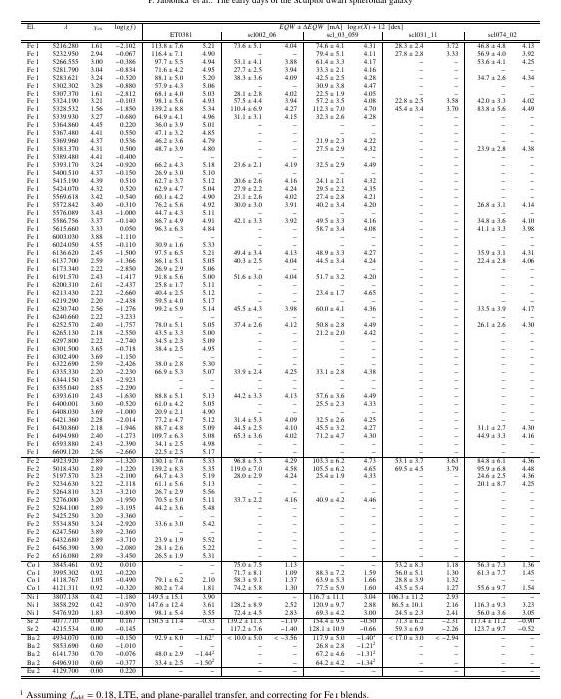 P. Jablonka et al.: The early days of the Sculptor dwarf spheroidal galaxy
El. λ χex log(gf) EQW ± ΔEQW [mA] log ε(X) + 12 [dex]
ET0381 scl002_06 scl_03_059 scl031_11 scl074_02
Fe 1 5216.280 1.61 −2.102 113.8 ± 7.6 5.21 73.6 ± 5.1 4.04 74.6 ± 4.1 4.31 28.3 ± 2.4 3.72 46.8 ± 4.8 4.13
Fe 1 5232.950 2.94 −0.067 116.4 ± 7.1 4.90 – – 79.4 ± 5.1 4.11 27.8 ± 2.8 3.33 56.9 ± 4.0 3.92
Fe 1 5266.555 3.00 −0.386 97.7 ± 5.5 4.94 53.1 ± 4.1 3.88 61.4 ± 3.3 4.17 – – 53.6 ± 4.1 4.25
Fe 1 5281.790 3.04 −0.834 71.6 ± 4.2 4.95 27.7 ± 2.5 3.94 33.3 ± 2.1 4.16 – – – –
Fe 1 5283.621 3.24 −0.520 88.1 ± 5.0 5.20 38.3 ± 3.6 4.09 42.5 ± 2.5 4.28 – – 34.7 ± 2.6 4.34
Fe 1 5302.302 3.28 −0.880 57.9 ± 4.3 5.06 – – 30.9 ± 3.8 4.47 – – – –
Fe 1 5307.370 1.61 −2.812 68.1 ± 4.0 5.03 28.1 ± 2.8 4.02 22.5 ± 1.9 4.05 – – – –
Fe 1 5324.190 3.21 −0.103 98.1 ± 5.6 4.93 57.5 ± 4.4 3.94 57.2 ± 3.5 4.08 22.8 ± 2.5 3.58 42.0 ± 3.3 4.02
Fe 1 5328.532 1.56 −1.850 139.2 ± 8.8 5.34 110.4 ± 6.9 4.27 112.3 ± 7.0 4.70 45.4 ± 3.4 3.70 83.8 ± 5.6 4.49
Fe 1 5339.930 3.27 −0.680 64.9 ± 4.1 4.96 31.1 ± 3.1 4.15 32.3 ± 2.6 4.28 – – – –
Fe 1 5364.860 4.45 0.220 36.0 ± 3.9 5.01
Fe 1 5367.480 4.41 0.550 47.1 ± 3.2 4.85
Fe 1 5369.960 4.37 0.536 46.2 ± 3.6 4.79 – – 21.9 ± 2.3 4.22
Fe 1 5383.370 4.31 0.500 48.7 ± 3.9 4.80 – – 27.5 ± 2.9 4.32 – – 23.9 ± 2.8 4.38
Fe 1 5389.480 4.41 −0.400
Fe 1 5393.170 3.24 −0.920 66.2 ± 4.3 5.18 23.6 ± 2.1 4.19 32.5 ± 2.9 4.49
Fe 1 5400.510 4.37 −0.150 26.9 ± 3.0 5.10
Fe 1 5415.190 4.39 0.510 62.7 ± 3.7 5.12 20.6 ± 2.6 4.16 24.1 ± 2.1 4.32
Fe 1 5424.070 4.32 0.520 62.9 ± 4.7 5.04 27.9 ± 2.2 4.24 29.5 ± 2.2 4.35
Fe 1 5569.618 3.42 −0.540 60.1 ± 4.2 4.90 23.1 ± 2.6 4.02 27.4 ± 2.8 4.21
Fe 1 5572.842 3.40 −0.310 76.2 ± 5.6 4.92 30.0 ± 3.0 3.91 40.2 ± 3.4 4.20 – – 26.8 ± 3.1 4.14
Fe 1 5576.089 3.43 −1.000 44.7 ± 4.3 5.11
Fe 1 5586.756 3.37 −0.140 86.7 ± 4.9 4.91 42.1 ± 3.3 3.92 49.5 ± 3.3 4.16 – – 34.8 ± 3.6 4.10
Fe 1 5615.660 3.33 0.050 96.3 ± 6.3 4.84 – – 58.7 ± 3.4 4.08 – – 41.1 ± 3.3 3.98
Fe 1 6003.030 3.88 −1.110
Fe 1 6024.050 4.55 −0.110 30.9 ± 1.6 5.33
Fe 1 6136.620 2.45 −1.500 97.5 ± 6.5 5.21 49.4 ± 3.4 4.13 48.9 ± 3.3 4.27 – – 35.9 ± 3.1 4.31
Fe 1 6137.700 2.59 −1.366 86.1 ± 5.1 5.05 40.3 ± 2.5 4.04 44.5 ± 3.4 4.24 – – 22.4 ± 2.8 4.06
Fe 1 6173.340 2.22 −2.850 26.9 ± 2.9 5.06
Fe 1 6191.570 2.43 −1.417 91.8 ± 5.6 5.00 51.6 ± 3.0 4.04 51.7 ± 3.2 4.20
Fe 1 6200.310 2.61 −2.437 25.8 ± 1.7 5.11
Fe 1 6213.430 2.22 −2.660 40.4 ± 2.5 5.12 – – 23.4 ± 1.7 4.65
Fe 1 6219.290 2.20 −2.438 59.5 ± 4.0 5.17
Fe 1 6230.740 2.56 −1.276 99.2 ± 5.9 5.14 45.5 ± 4.3 3.98 60.0 ± 4.1 4.36 – – 33.5 ± 3.9 4.17
Fe 1 6240.660 2.22 −3.233
Fe 1 6252.570 2.40 −1.757 78.0 ± 5.1 5.05 37.4 ± 2.6 4.12 50.8 ± 2.8 4.49 – – 26.1 ± 2.6 4.30
Fe 1 6265.130 2.18 −2.550 43.5 ± 3.3 5.00 – – 21.2 ± 2.0 4.42
Fe 1 6297.800 2.22 −2.740 34.5 ± 2.3 5.09
Fe 1 6301.500 3.65 −0.718 38.4 ± 2.5 4.95
Fe 1 6302.490 3.69 −1.150
Fe 1 6322.690 2.59 −2.426 38.0 ± 2.8 5.30
Fe 1 6335.330 2.20 −2.230 66.9 ± 5.3 5.07 33.9 ± 2.4 4.25 33.1 ± 2.8 4.38
Fe 1 6344.150 2.43 −2.923
Fe 1 6355.040 2.85 −2.290
Fe 1 6393.610 2.43 −1.630 88.8 ± 5.1 5.13 44.2 ± 3.3 4.13 57.6 ± 3.6 4.49
Fe 1 6400.001 3.60 −0.520 61.0 ± 4.2 5.05 – – 25.5 ± 2.3 4.33
Fe 1 6408.030 3.69 −1.000 20.9 ± 2.1 4.90
Fe 1 6421.360 2.28 −2.014 77.2 ± 4.7 5.12 31.4 ± 5.3 4.09 32.5 ± 2.6 4.25
Fe 1 6430.860 2.18 −1.946 88.7 ± 4.8 5.09 44.5 ± 2.5 4.10 45.5 ± 3.2 4.27 – – 31.1 ± 2.7 4.30
Fe 1 6494.980 2.40 −1.273 109.7 ± 6.3 5.08 65.3 ± 3.6 4.02 71.2 ± 4.7 4.30 – – 44.9 ± 3.3 4.16
Fe 1 6593.880 2.43 −2.390 34.1 ± 2.5 4.98
Fe 1 6609.120 2.56 −2.660 22.5 ± 2.5 5.17
Fe 2 4923.920 2.89 −1.320 130.1 ± 7.6 5.33 96.8 ± 5.3 4.29 103.3 ± 6.2 4.73 53.1 ± 3.7 3.63 84.8 ± 6.1 4.36
Fe 2 5018.430 2.89 −1.220 139.2 ± 8.3 5.35 119.0 ± 7.0 4.58 105.5 ± 6.2 4.65 69.5 ± 4.5 3.79 95.9 ± 6.8 4.48
Fe 2 5197.570 3.23 −2.100 64.7 ± 4.3 5.19 28.0 ± 2.9 4.24 25.4 ± 1.9 4.33 – – 24.6 ± 2.5 4.36
Fe 2 5234.630 3.22 −2.118 61.1 ± 5.6 5.13 – – – – – – 20.1 ± 8.7 4.25
Fe 2 5264.810 3.23 −3.210 26.7 ± 2.9 5.56
Fe 2 5276.000 3.20 −1.950 70.5 ± 5.0 5.11 33.7 ± 2.2 4.16 40.9 ± 4.2 4.46
Fe 2 5284.100 2.89 −3.195 44.2 ± 3.6 5.48
Fe 2 5425.250 3.20 −3.360
Fe 2 5534.850 3.24 −2.920 33.6 ± 3.0 5.42
Fe 2 6247.560 3.89 −2.360
Fe 2 6432.680 2.89 −3.710 23.9 ± 1.9 5.52
Fe 2 6456.390 3.90 −2.080 28.1 ± 2.6 5.22
Fe 2 6516.080 2.89 −3.450 26.5 ± 1.9 5.31
Co 1 3845.461 0.92 0.010 – – 75.0 ± 7.5 1.13 – – 53.2 ± 8.3 1.18 56.3 ± 7.3 1.36
Co 1 3995.302 0.92 −0.220 – – 71.7 ± 8.1 1.09 88.3 ± 7.2 1.59 56.0 ± 5.1 1.30 61.3 ± 7.7 1.45
Co 1 4118.767 1.05 −0.490 79.1 ± 6.2 2.10 58.3 ± 9.1 1.37 63.9 ± 5.3 1.66 28.8 ± 3.9 1.32
Co 1 4121.311 0.92 −0.320 80.2 ± 7.4 1.81 74.2 ± 5.8 1.30 77.5 ± 5.9 1.60 43.5 ± 5.4 1.27 55.6 ± 9.7 1.54
Ni 1 3807.138 0.42 −1.180 149.5 ± 15.1 3.90 – – 116.7 ± 11.1 3.04 106.3 ± 11.2 2.93
Ni 1 3858.292 0.42 −0.970 147.6 ± 12.4 3.61 128.2 ± 8.9 2.52 120.9 ± 9.7 2.88 86.5 ± 10.1 2.16 116.3 ± 9.3 3.23
Ni 1 5476.920 1.83 −0.890 98.1 ± 5.4 3.55 72.4 ± 4.5 2.83 69.3 ± 4.2 3.00 24.5 ± 2.3 2.41 56.0 ± 3.6 3.05
Sr 2 4077.710 0.00 0.167 150.5 ± 11.4 −0.33 139.2 ± 11.5 −1.19 134.4 ± 9.5 −0.50 71.3 ± 6.2 −2.31 117.4 ± 11.2 −0.90
Sr 2 4215.534 0.00 −0.145 – – 117.2 ± 7.6 −1.40 128.1 ± 10.9 −0.66 59.3 ± 6.9 −2.26 123.7 ± 9.7 −0.52
Ba 2 4934.070 0.00 −0.150 92.9 ± 8.0 −1.62¹ < 10.0 ± 5.0 < −3.56 117.9 ± 5.0 −1.40¹ < 17.0 ± 3.0 < −2.94
Ba 2 5853.690 0.60 −1.010 – – – – 26.8 ± 2.8 −1.21²
Ba 2 6141.730 0.70 −0.076 48.0 ± 2.9 −1.44² – – 67.2 ± 4.6 −1.31²
Ba 2 6496.910 0.60 −0.377 33.4 ± 2.5 −1.50² – – 64.2 ± 4.2 −1.34²
Eu 2 4129.700 0.00 0.220
¹ Assuming fodd = 0.18, LTE, and plane-parallel transfer, and correcting for Fe I blends.